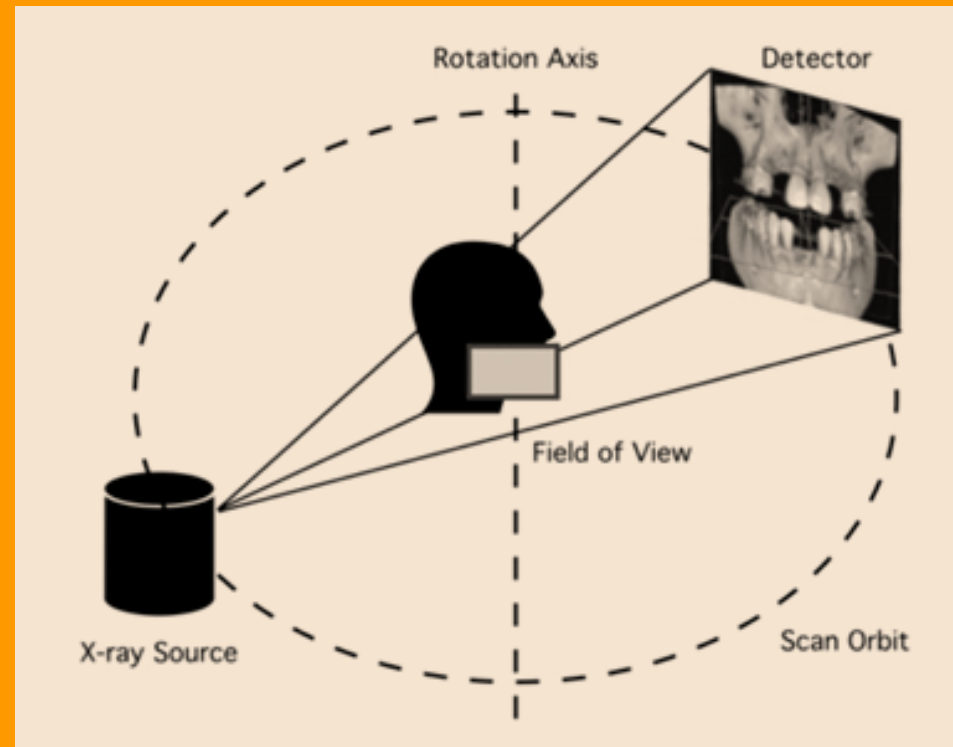 Rotation Axis
Detector
Field of View
Scan Orbit
X-ray Source